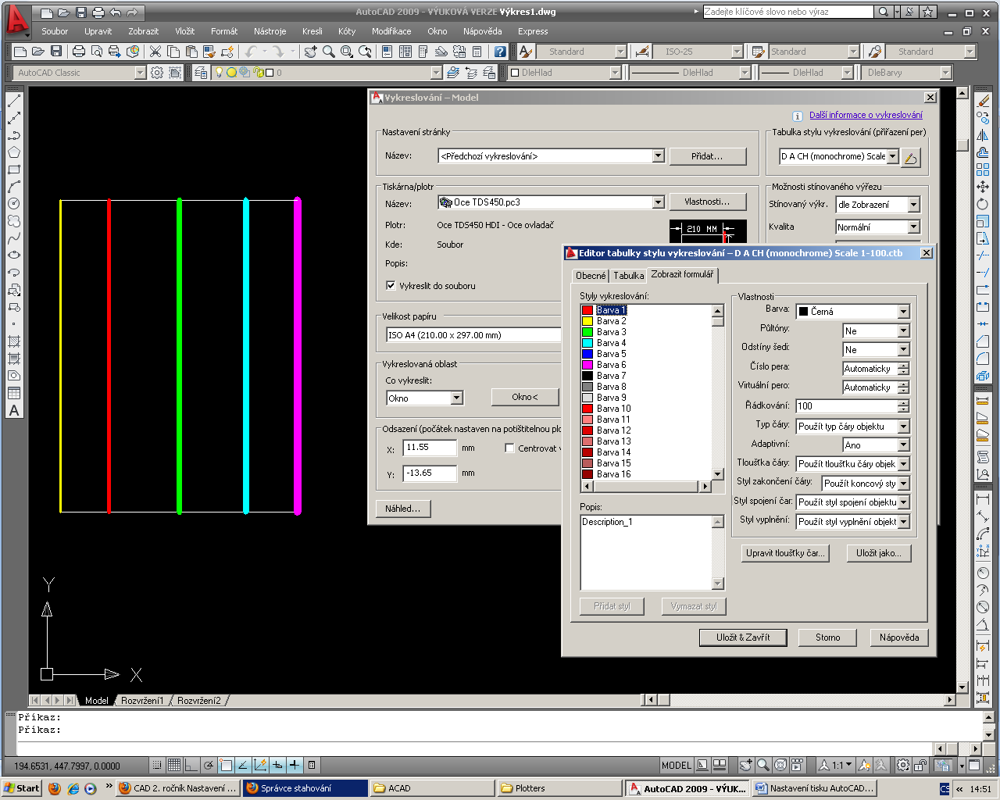 AutoCAD 2009 - VÝUKOVÁ VERZE Výkres1.dwg
Zadejte klíčové slovo nebo výraz
Soubor Upravit Zobrazit Vložit Formát Nástroje Kresli Kóty Modifikace Okno Nápověda Express
Standard ISO-25 Standard Standard
AutoCAD Classic 0 DleHlad DleHlad DleHlad DleBarvy
Vykreslování – Model
Další informace o vykreslování
Nastavení stránky
Název: <Předchozí vykreslování> Přidat...
Tabulka stylu vykreslování (přiřazení per)
D A CH (monochrome) Scale
Tiskárna/plotr
Název: Oce TDS450.pc3 Vlastnosti...
Plotr: Oce TDS450 HDI - Oce ovladač
Kde: Soubor
Popis:
Vykreslit do souboru
210 MM
Možnosti stínovaného výřezu
Stínovaný výkr. dle Zobrazení
Kvalita Normální
Velikost papíru
ISO A4 (210.00 x 297.00 mm)
Vykreslovaná oblast
Co vykreslit:
Okno Okno<
Odsazení (počátek nastaven na potištitelnou plo
X: 11.55 mm Centrovat v
Y: -13.65 mm
Náhled...
Editor tabulky stylu vykreslování – D A CH (monochrome) Scale 1-100.ctb
Obecné Tabulka Zobrazit formulář
Styly vykreslování:
Barva 1
Barva 2
Barva 3
Barva 4
Barva 5
Barva 6
Barva 7
Barva 8
Barva 9
Barva 10
Barva 11
Barva 12
Barva 13
Barva 14
Barva 15
Barva 16
Popis:
Description_1
Přidat styl Vymazat styl
Vlastnosti
Barva: Černá
Půltóny: Ne
Odstíny šedi: Ne
Číslo pera: Automaticky
Virtuální pero: Automaticky
Řádkování: 100
Typ čáry: Použít typ čáry objektu
Adaptivní: Ano
Tloušťka čáry: Použít tloušťku čáry objek
Styl zakončení čáry: Použít koncový sty
Styl spojení čar: Použít styl spojení objektu
Styl vyplnění: Použít styl vyplnění objekt
Upravit tloušťky čar... Uložit jako...
Uložit & Zavřít Storno Nápověda
Y
X
Model Rozvržení1 Rozvržení2
Příkaz:
Příkaz:
194.6531, 447.7997, 0.0000
MODEL 1:1
Start CAD 2. ročník Nastavení ... Správce stahování ACAD Plotters AutoCAD 2009 - VÝUK... Nastavení tisku AutoCAD... CS 14:51